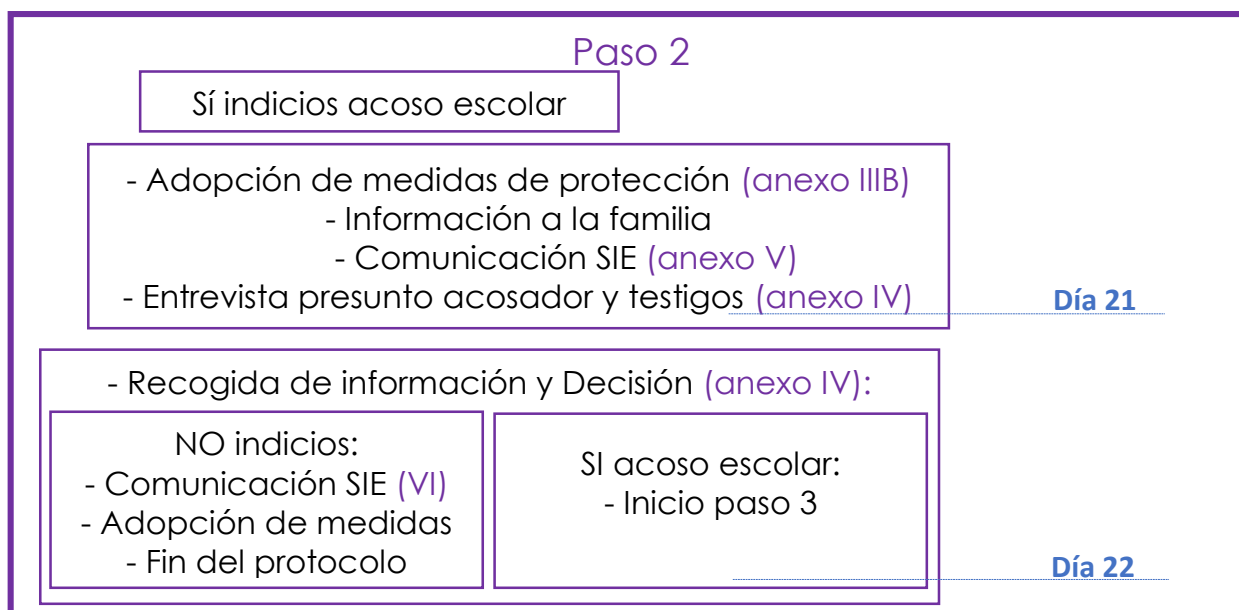 Paso 2
Sí indicios acoso escolar
- Adopción de medidas de protección (anexo IIIB)
- Información a la familia
- Comunicación SIE (anexo V)
- Entrevista presunto acosador y testigos (anexo IV)
Día 21
- Recogida de información y Decisión (anexo IV):
NO indicios:
- Comunicación SIE (VI)
- Adopción de medidas
- Fin del protocolo
SI acoso escolar:
- Inicio paso 3
Día 22